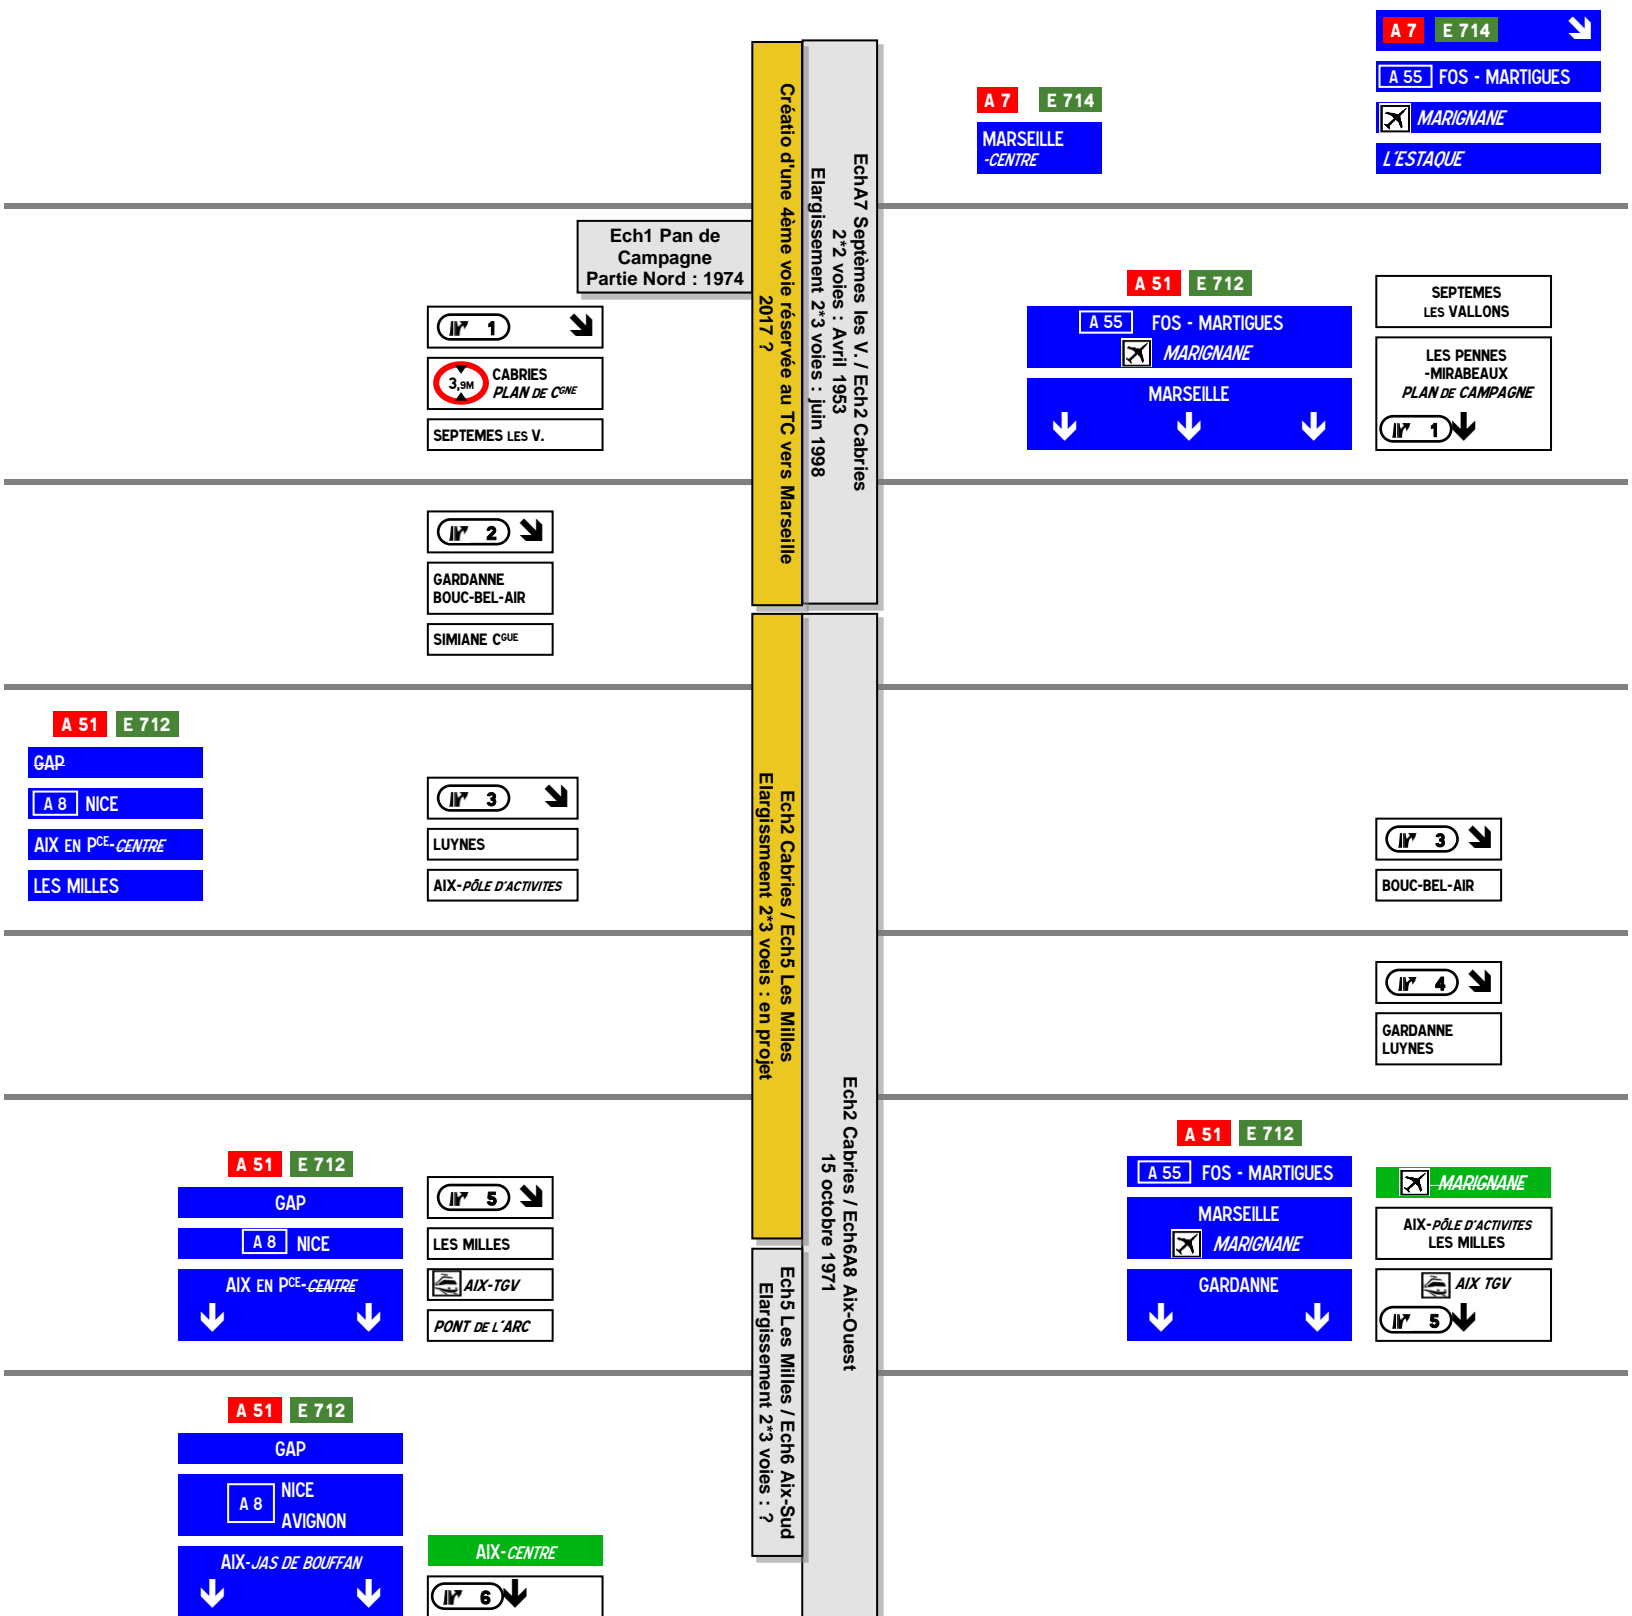 A 7 E 714
A 55 FOS - MARTIGUES
MARIGNANE
L'ESTAQUE
A 7 E 714
MARSEILLE
-CENTRE
Créatio d'une 4ème voie réservée au TC vers Marseille
2017 ?
EchA7 Septèmes les V. / Ech2 Cabries
2*2 voies : Avril 1953
Elargissement 2*3 voies : juin 1998
Ech1 Pan de
Campagne
Partie Nord : 1974
1
3,9M
CABRIES
PLAN DE CGNE
SEPTEMES LES V.
A 51 E 712
A 55 FOS - MARTIGUES
MARIGNANE
MARSEILLE
SEPTEMES
LES VALLONS
LES PENNES
-MIRABEAUX
PLAN DE CAMPAGNE
1
2
GARDANNE
BOUC-BEL-AIR
SIMIANE CGUE
A 51 E 712
GAP
A 8 NICE
AIX EN PCE-CENTRE
LES MILLES
3
LUYNES
AIX-PÔLE D'ACTIVITES
Ech2 Cabries / Ech5 Les Milles
Elargissmeent 2*3 voeis : en projet
3
BOUC-BEL-AIR
4
GARDANNE
LUYNES
Ech2 Cabries / Ech6A8 Aix-Ouest
15 octobre 1971
A 51 E 712
GAP
A 8 NICE
AIX EN PCE-CENTRE
5
LES MILLES
AIX-TGV
PONT DE L'ARC
A 51 E 712
A 55 FOS - MARTIGUES
MARSEILLE
MARIGNANE
GARDANNE
MARIGNANE
AIX-PÔLE D'ACTIVITES
LES MILLES
AIX TGV
5
Ech5 Les Milles / Ech6 Aix-Sud
Elargissement 2*3 voies : ?
A 51 E 712
GAP
A 8 NICE
AVIGNON
AIX-JAS DE BOUFFAN
AIX-CENTRE
6